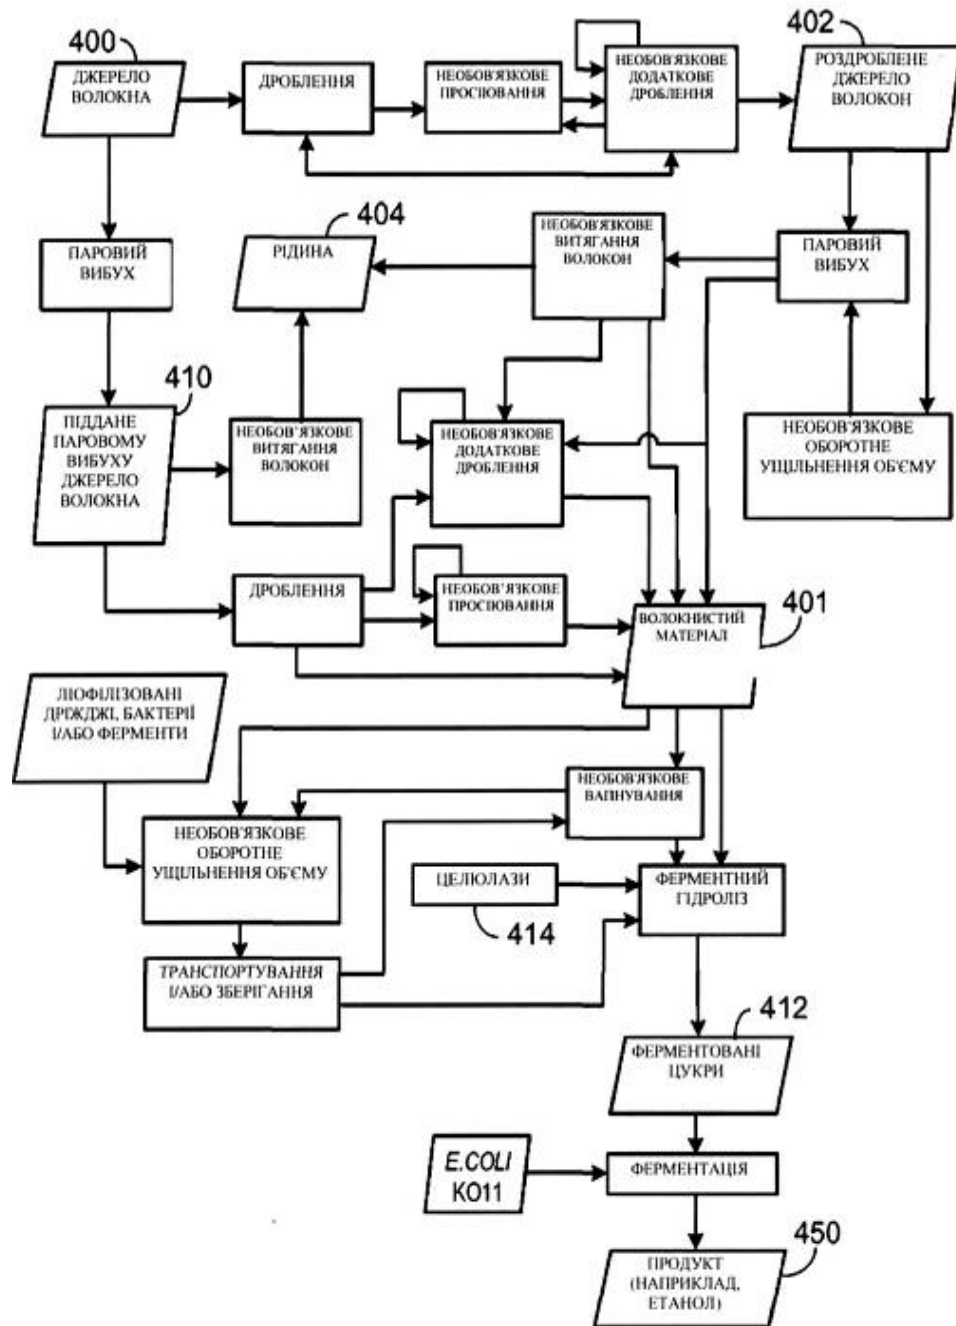 400
ДЖЕРЕЛО
ВОЛОКНА
ДРОБЛЕННЯ
НЕОБОВ'ЯЗКОВЕ
ПРОСІЮВАННЯ
НЕОБОВ'ЯЗКОВЕ
ДОДАТКОВЕ
ДРОБЛЕННЯ
402
РОЗДРОБЛЕНЕ
ДЖЕРЕЛО
ВОЛОКОН
ПАРОВИЙ
ВИБУХ
404
РІДИНА
НЕОБОВ'ЯЗКОВЕ
ВИТЯГАННЯ
ВОЛОКОН
ПАРОВИЙ
ВИБУХ
410
ПІДДАНЕ
ПАРОВОМУ
ВИБУХУ
ДЖЕРЕЛО
ВОЛОКНА
НЕОБОВ'ЯЗКОВЕ
ВИТЯГАННЯ
ВОЛОКОН
НЕОБОВ'ЯЗКОВЕ
ДОДАТКОВЕ
ДРОБЛЕННЯ
НЕОБОВ'ЯЗКОВЕ
ОБОРОТНЕ
УЩІЛЬНЕННЯ ОБ'ЄМУ
ДРОБЛЕННЯ
НЕОБОВ'ЯЗКОВЕ
ПРОСІЮВАННЯ
ВОЛОКНИСТИЙ
МАТЕРІАЛ
401
ЛІОФІЛІЗОВАНІ
ДРІЖДЖІ, БАКТЕРІЇ
І/АБО ФЕРМЕНТИ
НЕОБОВ'ЯЗКОВЕ
ВАПНУВАННЯ
НЕОБОВ'ЯЗКОВЕ
ОБОРОТНЕ
УЩІЛЬНЕННЯ ОБ'ЄМУ
ЦЕЛЮЛАЗИ
414
ФЕРМЕНТНИЙ
ГІДРОЛІЗ
ТРАНСПОРТУВАННЯ
І/АБО ЗБЕРІГАННЯ
412
ФЕРМЕНТОВАНІ
ЦУКРИ
E.COLI
KO11
ФЕРМЕНТАЦІЯ
450
ПРОДУКТ
(НАПРИКЛАД,
ЕТАНОЛ)